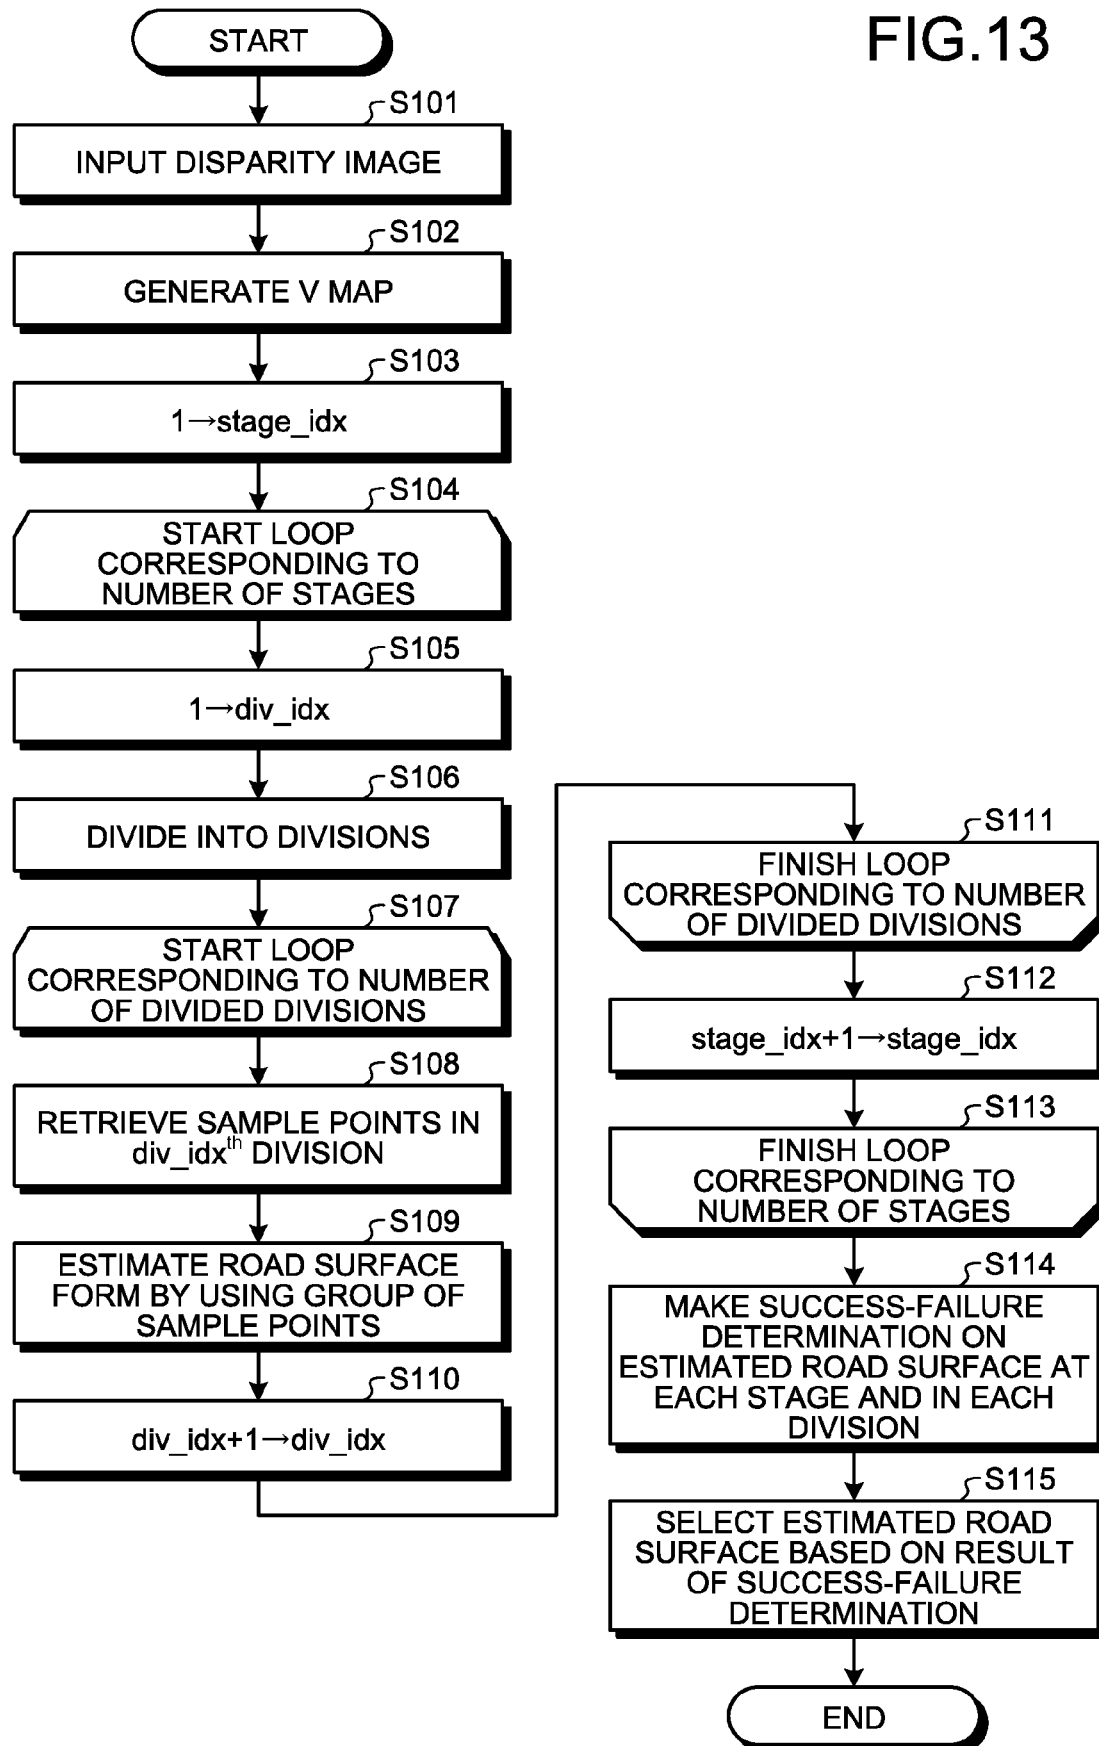 FIG.13
START
S101
INPUT DISPARITY IMAGE
S102
GENERATE V MAP
S103
1→stage_idx
S104
START LOOP
CORRESPONDING TO
NUMBER OF STAGES
S105
1→div_idx
S106
DIVIDE INTO DIVISIONS
S107
START LOOP
CORRESPONDING TO NUMBER
OF DIVIDED DIVISIONS
S108
RETRIEVE SAMPLE POINTS IN
div_idxth DIVISION
S109
ESTIMATE ROAD SURFACE
FORM BY USING GROUP OF
SAMPLE POINTS
S110
div_idx+1→div_idx
S111
FINISH LOOP
CORRESPONDING TO NUMBER
OF DIVIDED DIVISIONS
S112
stage_idx+1→stage_idx
S113
FINISH LOOP
CORRESPONDING TO
NUMBER OF STAGES
S114
MAKE SUCCESS-FAILURE
DETERMINATION ON
ESTIMATED ROAD SURFACE AT
EACH STAGE AND IN EACH
DIVISION
S115
SELECT ESTIMATED ROAD
SURFACE BASED ON RESULT
OF SUCCESS-FAILURE
DETERMINATION
END